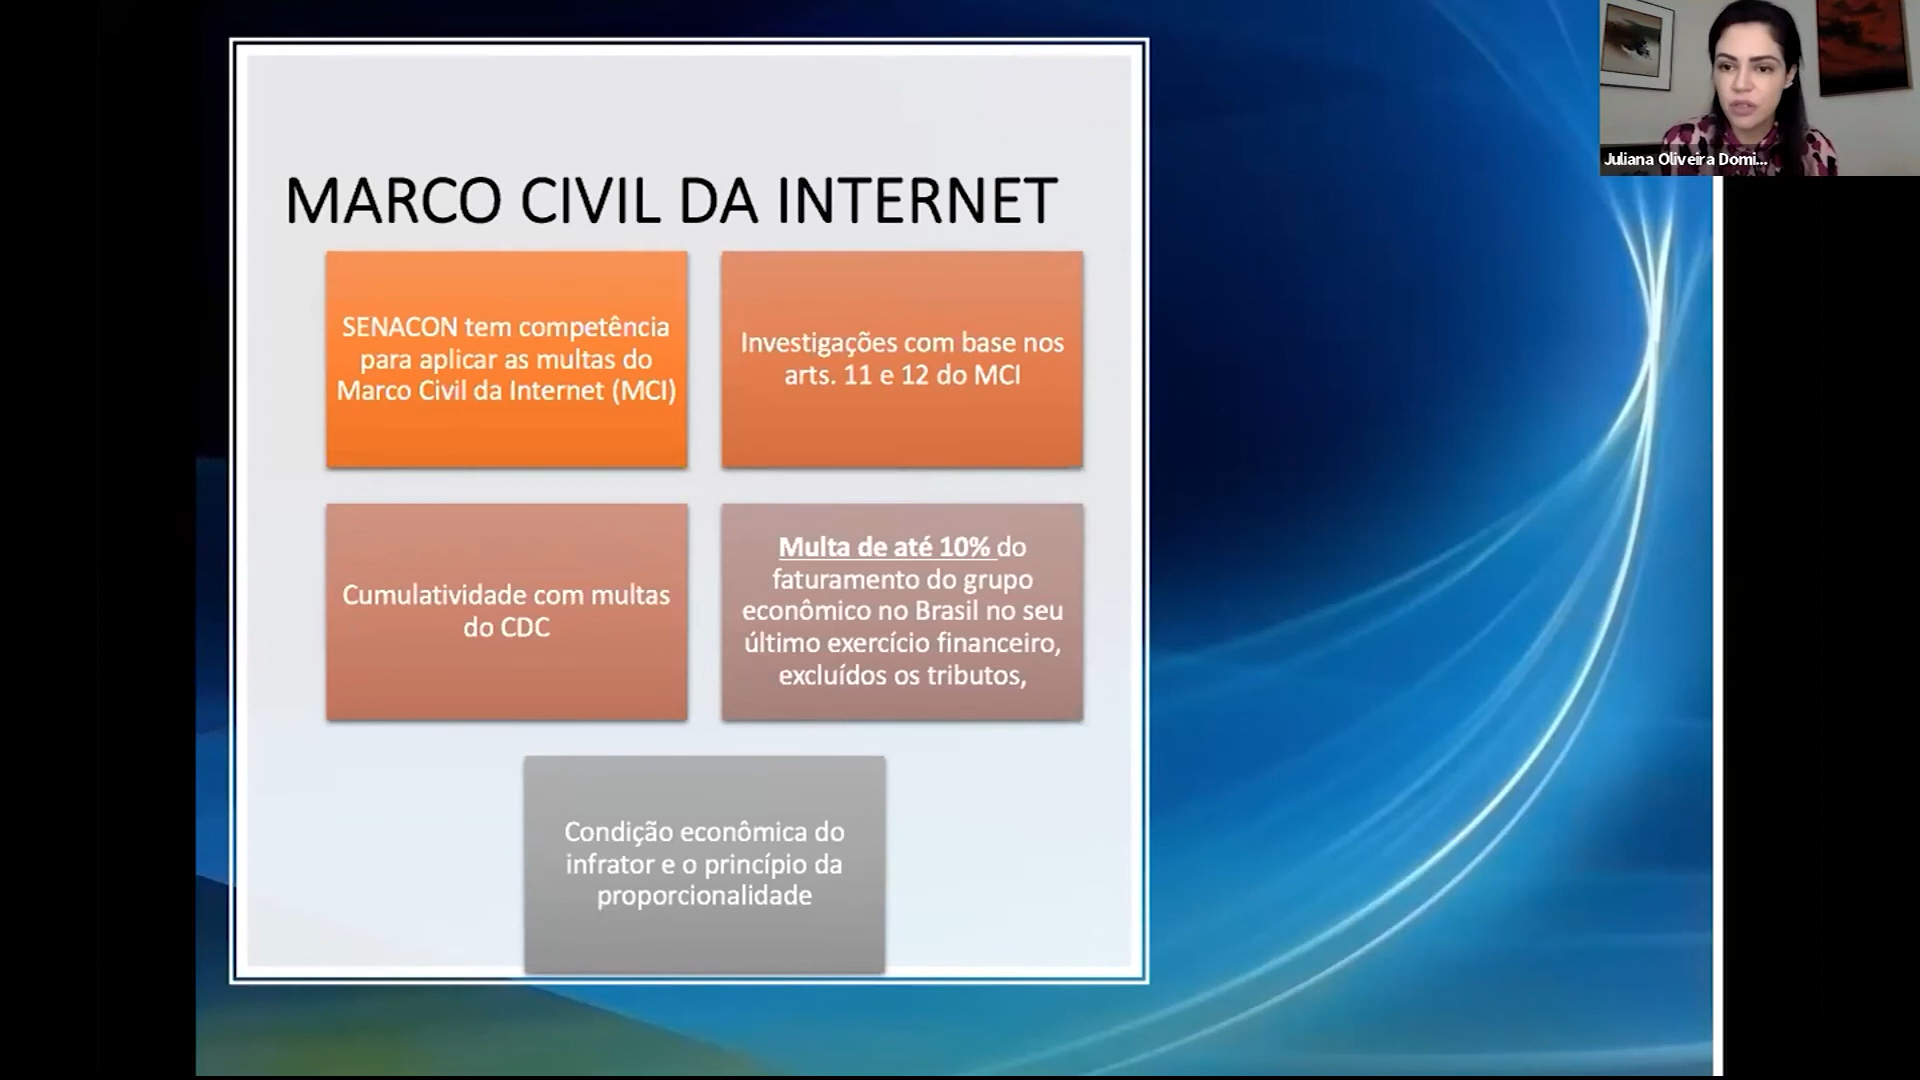 Juliana Oliveira Domi...
MARCO CIVIL DA INTERNET
SENACON tem competência
para aplicar as multas do
Marco Civil da Internet (MCI)
Investigações com base nos
arts. 11 e 12 do MCI
Cumulatividade com multas
do CDC
Multa de até 10% do
faturamento do grupo
econômico no Brasil no seu
último exercício financeiro,
excluídos os tributos,
Condição econômica do
infrator e o princípio da
proporcionalidade